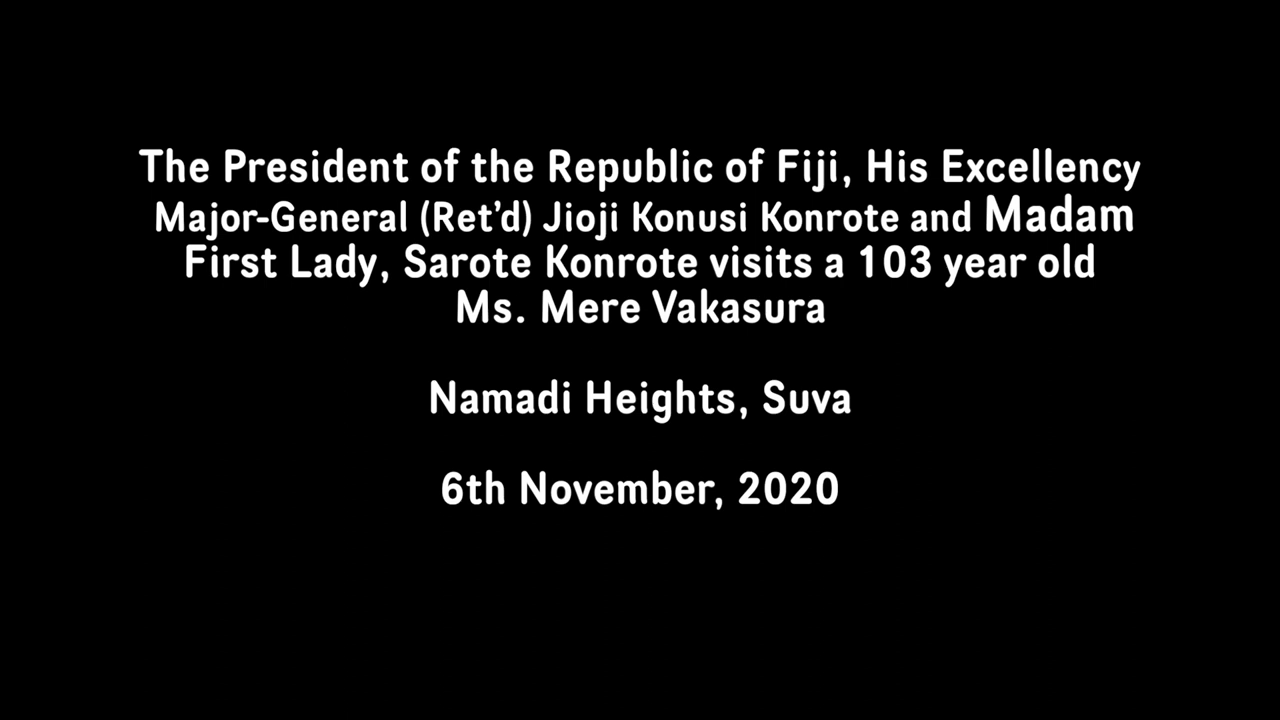 The President of the Republic of Fiji, His Excellency
Major-General (Ret’d) Jioji Konusi Konrote and Madam
First Lady, Sarote Konrote visits a 103 year old
Ms. Mere Vakasura
Namadi Heights, Suva
6th November, 2020